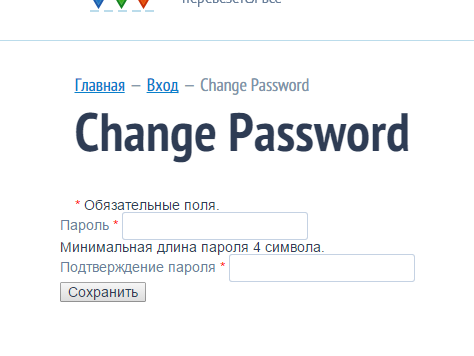 Главная — Вход — Change Password
Change Password
* Обязательные поля.
Пароль *
Минимальная длина пароля 4 символа.
Подтверждение пароля *
Сохранить